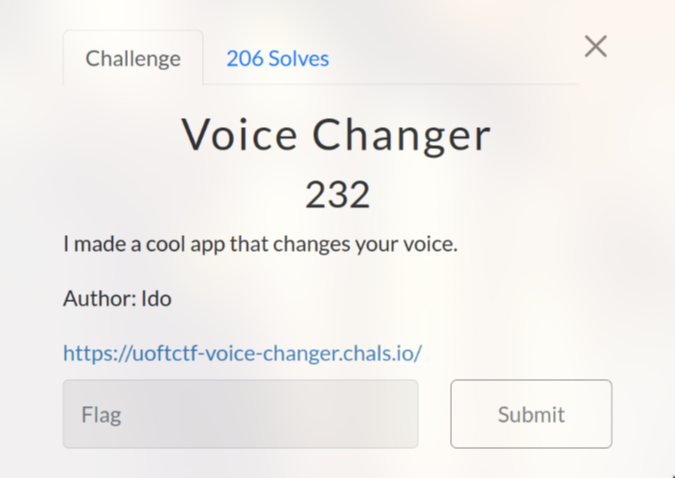 Challenge
206 Solves
Voice Changer
232
I made a cool app that changes your voice.
Author: Ido
https://uoftctf-voice-changer.chals.io/
Flag
Submit